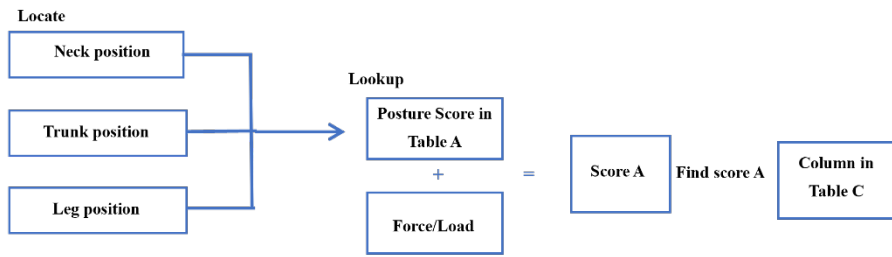 Locate
Neck position
Trunk position
Leg position
Lookup
Posture Score in
Table A
+
Force/Load
=
Score A
Find score A
Column in
Table C